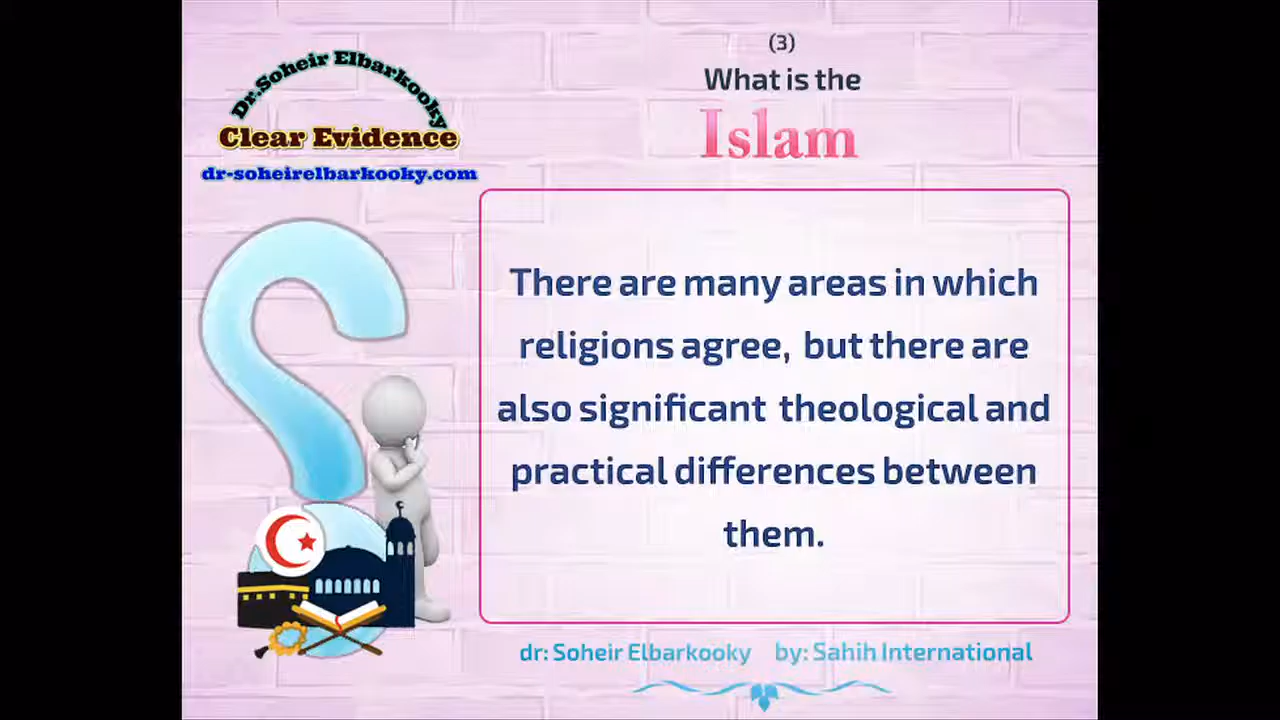 Dr.Soheir Elbarkooky
Clear Evidence
dr-soheirelbarkooky.com
(3)
What is the
Islam
There are many areas in which
religions agree, but there are
also significant theological and
practical differences between
them.
dr: Soheir Elbarkooky by: Sahih International